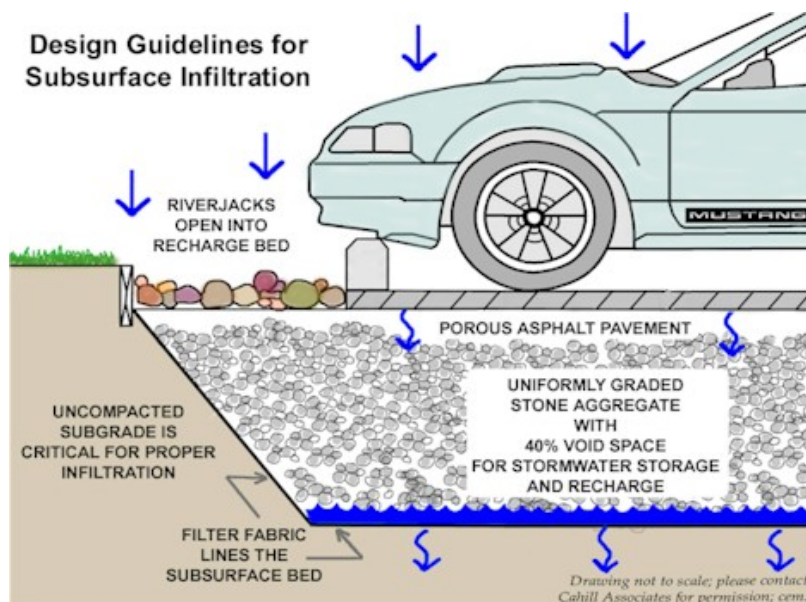 Design Guidelines for
Subsurface Infiltration
RIVERJACKS
OPEN INTO
RECHARGE BED
MUSTANG
POROUS ASPHALT PAVEMENT
UNIFORMLY GRADED
STONE AGGREGATE
WITH
40% VOID SPACE
FOR STORMWATER STORAGE
AND RECHARGE
UNCOMPACTED
SUBGRADE IS
CRITICAL FOR PROPER
INFILTRATION
FILTER FABRIC
LINES THE
SUBSURFACE BED
Drawing not to scale; please contact
Cahill Associates for permission;